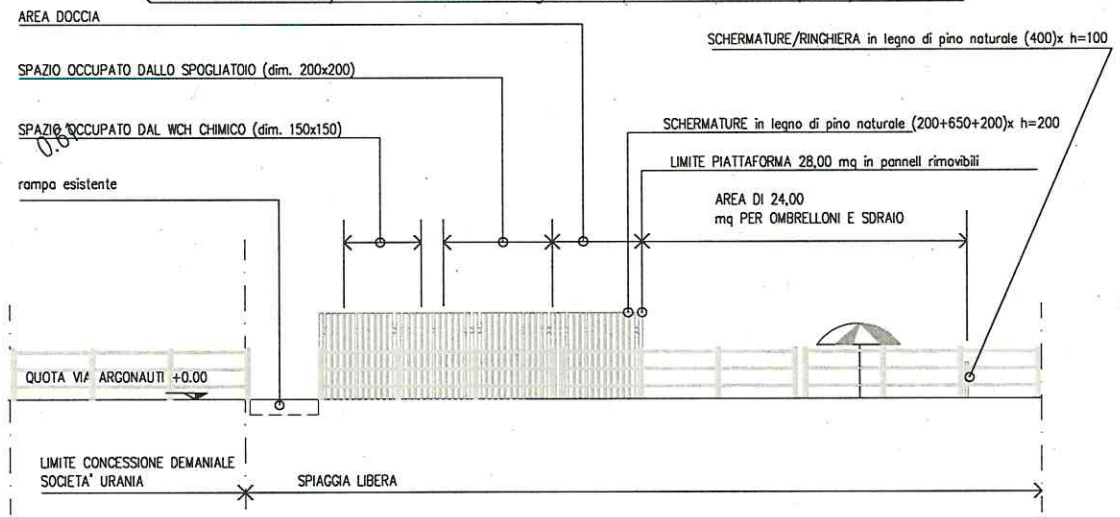 AREA DOCCIA
SCHERMATURE/RINGHIERA in legno di pino naturale (400)x h=100
SPAZIO OCCUPATO DALLO SPOGLIATOIO (dim. 200x200)
SPAZIO OCCUPATO DAL WCH CHIMICO (dim. 150x150)
SCHERMATURE in legno di pino naturale (200+650+200)x h=200
LIMITE PIATTAFORMA 28,00 mq in pannell rimovibili
rampa esistente
AREA DI 24,00
mq PER OMBRELLONI E SDRAIO
QUOTA VIA ARGONAUTI +0.00
LIMITE CONCESSIONE DEMANIALE
SOCIETA' URANIA
SPIAGGIA LIBERA